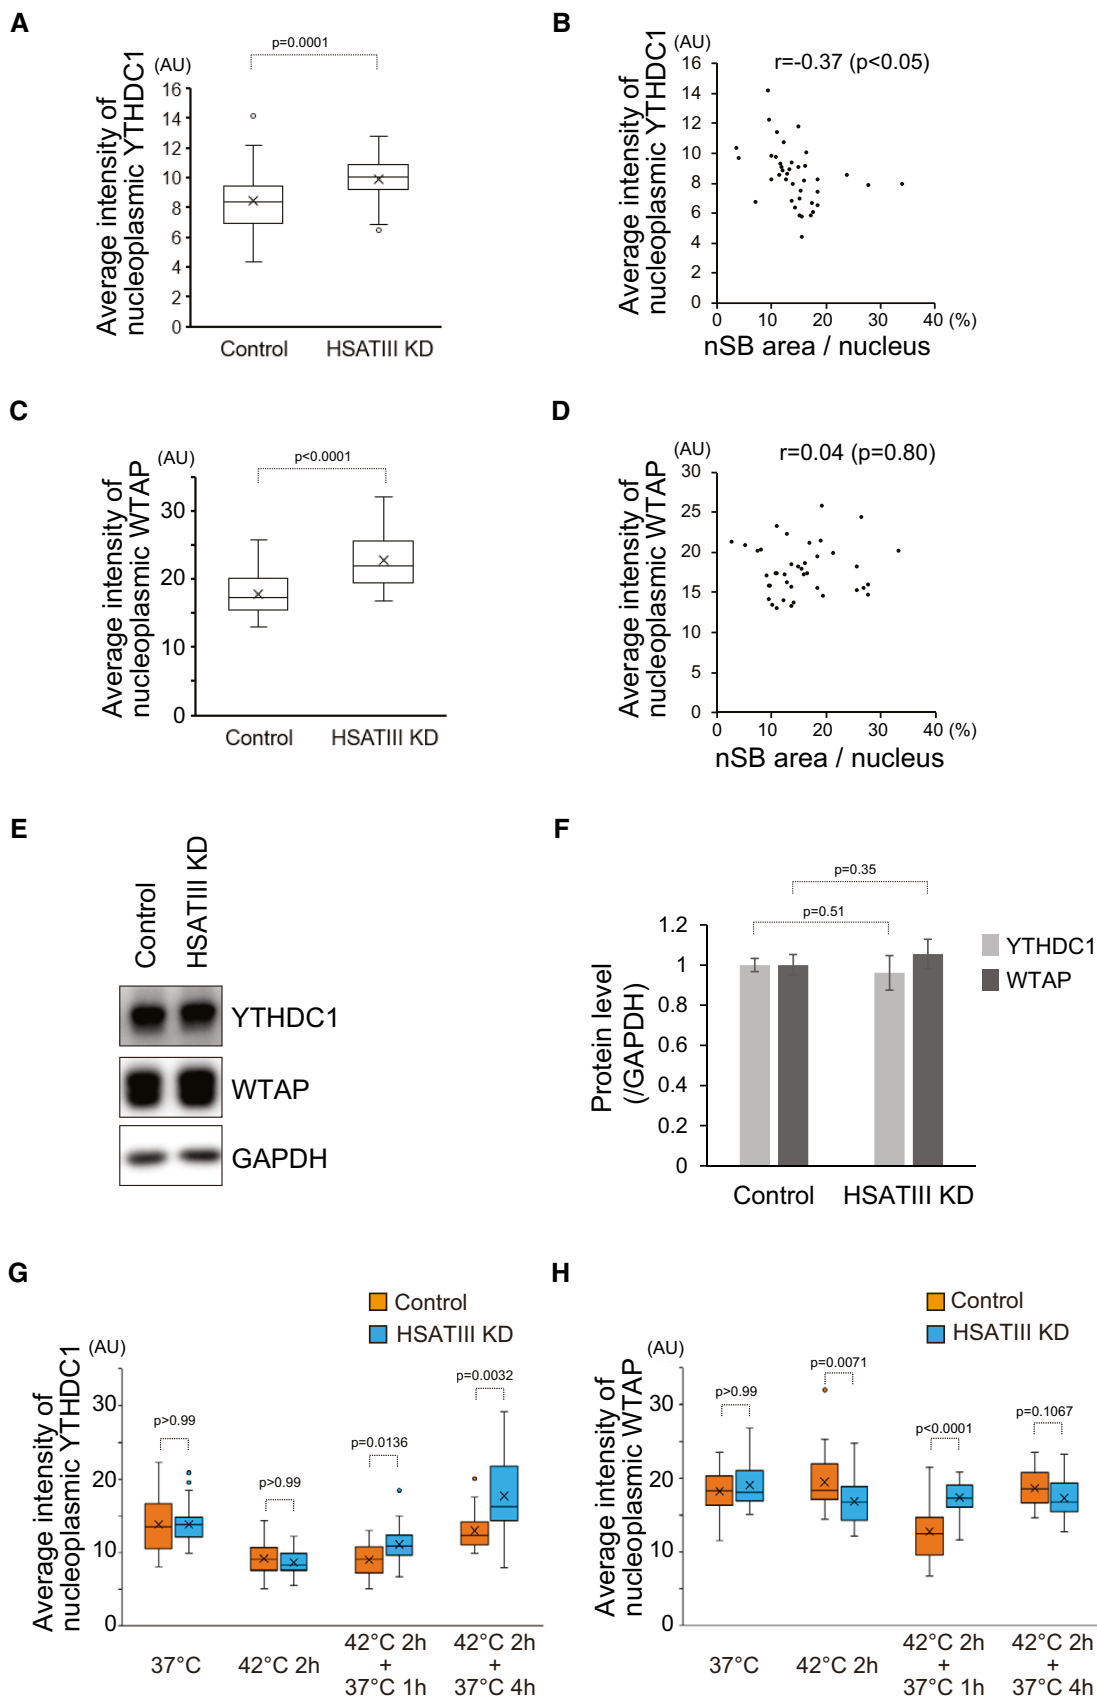 A
Average intensity of
nucleoplasmic YTHDC1
(AU)
p=0.0001
16
14
12
10
8
6
4
2
0
Control
HSATIII KD
B
Average intensity of
nucleoplasmic YTHDC1
(AU)
r=-0.37 (p<0.05)
16
14
12
10
8
6
4
2
0
0 10 20 30 40 (%)
nSB area / nucleus
C
Average intensity of
nucleoplasmic WTAP
(AU)
p<0.0001
30
20
10
0
Control
HSATIII KD
D
Average intensity of
nucleoplasmic WTAP
(AU)
r=0.04 (p=0.80)
30
25
20
15
10
5
0
0 10 20 30 40 (%)
nSB area / nucleus
E
Control
HSATIII KD
YTHDC1
WTAP
GAPDH
F
Protein level
(/GAPDH)
p=0.35
p=0.51
1.2
1
0.8
0.6
0.4
0.2
0
Control
HSATIII KD
YTHDC1
WTAP
G
Control
HSATIII KD
Average intensity of
nucleoplasmic YTHDC1
(AU)
30
20
10
0
p>0.99
p>0.99
p=0.0136
p=0.0032
37°C
42°C 2h
42°C 2h
+
37°C 1h
42°C 2h
+
37°C 4h
H
Control
HSATIII KD
Average intensity of
nucleoplasmic WTAP
(AU)
30
20
10
0
p>0.99
p=0.0071
p<0.0001
p=0.1067
37°C
42°C 2h
42°C 2h
+
37°C 1h
42°C 2h
+
37°C 4h